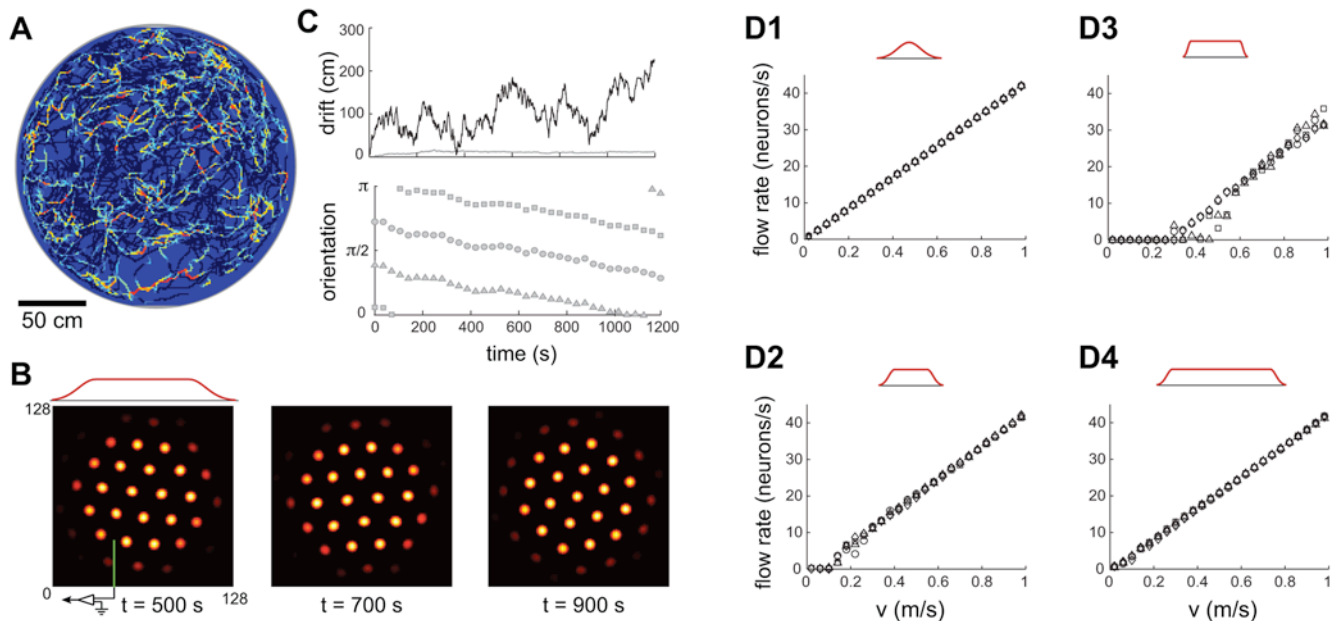 A
50 cm
B
128
0
128
t = 500 s
t = 700 s
t = 900 s
C
300
200
100
0
drift (cm)
π
π/2
0
orientation
0
200
400
600
800
1000
1200
time (s)
D1
40
30
20
10
0
flow rate (neurons/s)
0
0.2
0.4
0.6
0.8
1
D3
40
30
20
10
0
0
0.2
0.4
0.6
0.8
1
D2
40
30
20
10
0
flow rate (neurons/s)
0
0.2
0.4
0.6
0.8
1
v (m/s)
D4
40
30
20
10
0
0
0.2
0.4
0.6
0.8
1
v (m/s)